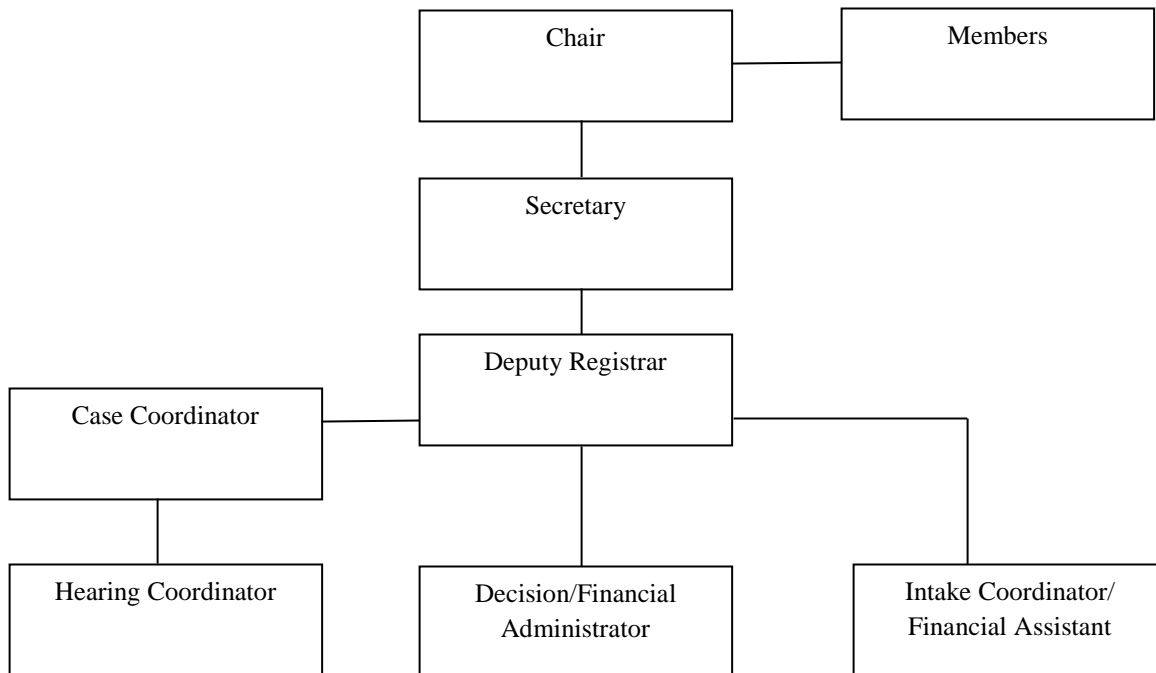 Chair
Members
Secretary
Deputy Registrar
Case Coordinator
Hearing Coordinator
Decision/Financial
Administrator
Intake Coordinator/
Financial Assistant